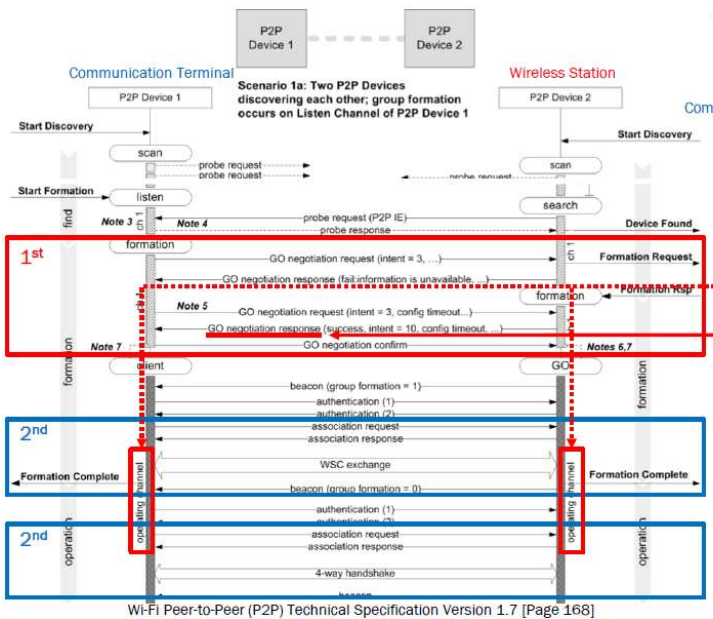 P2P
Device 1
P2P
Device 2
Communication Terminal
Wireless Station
Scenario 1a: Two P2P Devices
discovering each other; group formation
occurs on Listen Channel of P2P Device 1
P2P Device 1
P2P Device 2
Com
Start Discovery
Start Discovery
scan
scan
probe request
probe request
probe request
Start Formation
listen
search
find
Note 3
ch 1
Note 4
probe request (P2P IE)
probe response
Device Found
1st
formation
ch 1
GO negotiation request (intent = 3, ...)
Formation Request
GO negotiation response (fail:information is unavailable, ...)
formation
Formation Rsp
ch 1
Note 5
GO negotiation request (intent = 3, config timeout...)
GO negotiation response (success, intent = 10, config timeout, ...)
Note 7
GO negotiation confirm
Notes 6,7
formation
formation
client
GO
beacon (group formation = 1)
authentication (1)
authentication (2)
2nd
association request
association response
WSC exchange
Formation Complete
Formation Complete
operating channel
operating channel
beacon (group formation = 0)
authentication (1)
authentication (2)
2nd
association request
association response
operation
operation
4-way handshake
beacon
Wi-Fi Peer-to-Peer (P2P) Technical Specification Version 1.7 [Page 168]